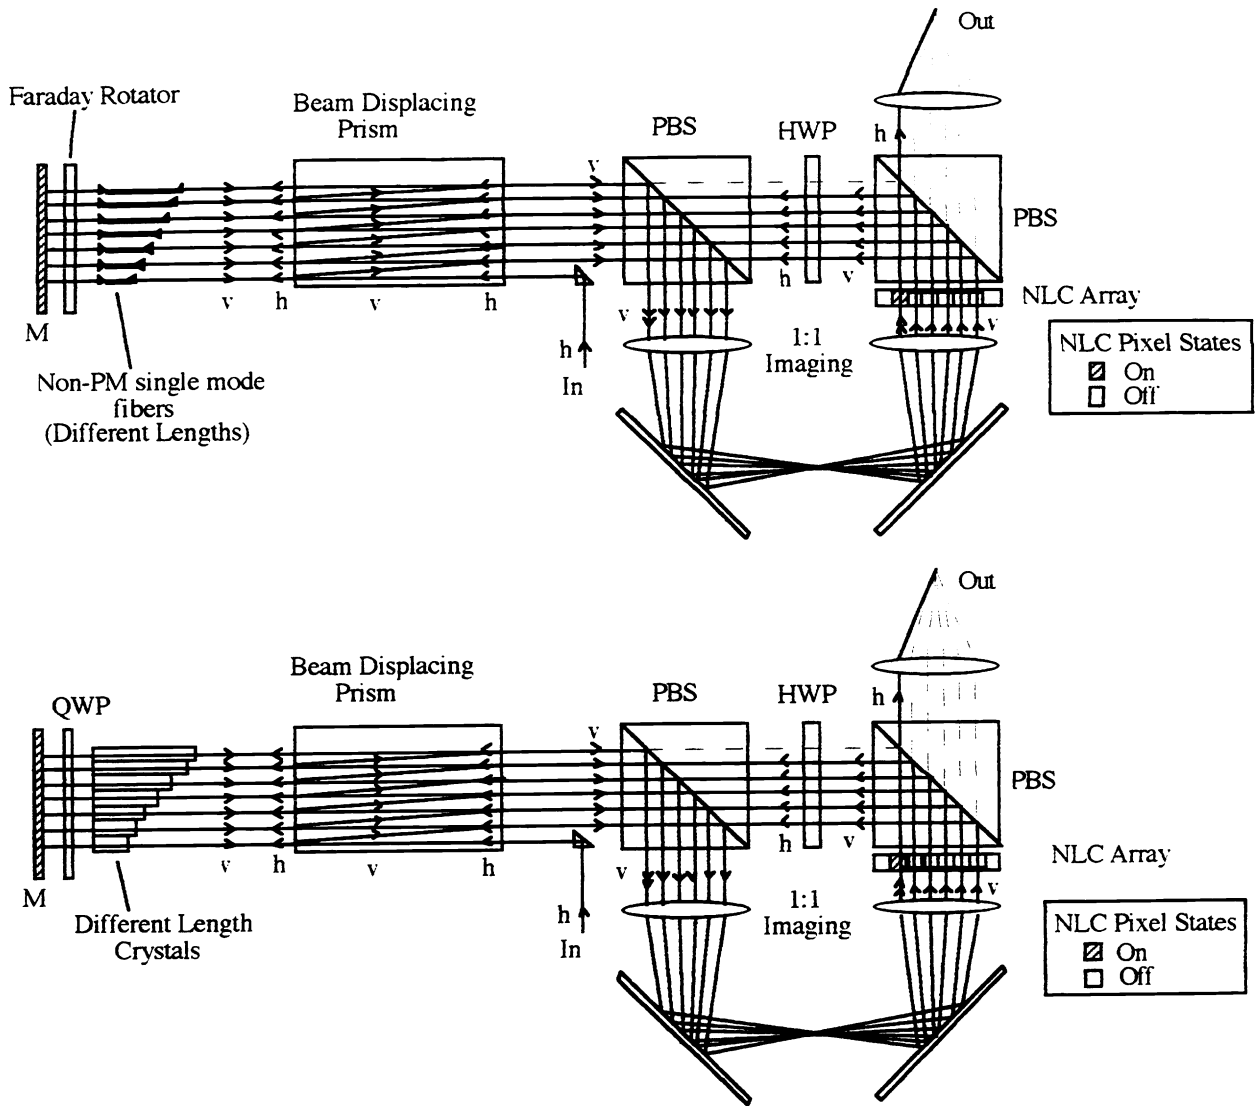 Out
Faraday Rotator
Beam Displacing
Prism
PBS
HWP
h
v
PBS
v
h
v
h
v
h
h
v
v
v
NLC Array
M
h
In
1:1
Imaging
NLC Pixel States
On
Off
Non-PM single mode
fibers
(Different Lengths)
Out
Beam Displacing
Prism
PBS
HWP
QWP
h
v
PBS
v
h
v
h
h
v
v
v
NLC Array
M
h
In
1:1
Imaging
NLC Pixel States
On
Off
Different Length
Crystals